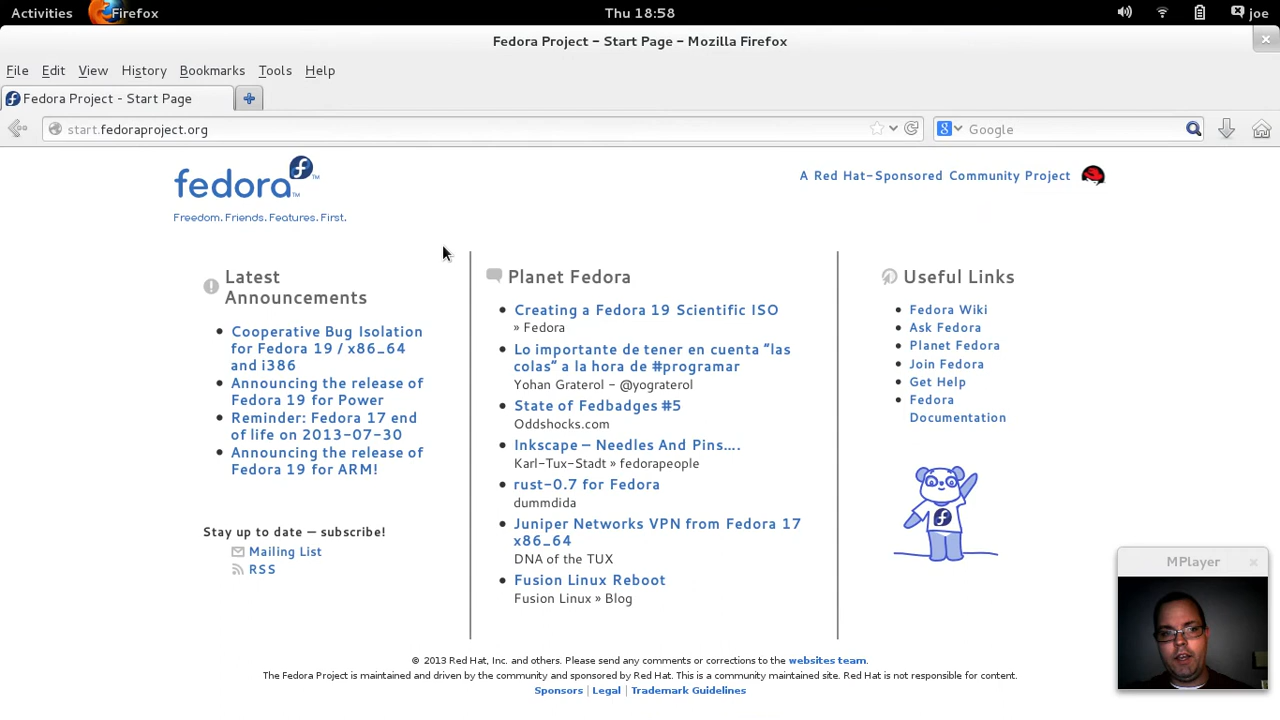 Activities Firefox Thu 18:58 joe
Fedora Project – Start Page – Mozilla Firefox
File Edit View History Bookmarks Tools Help
Fedora Project - Start Page
start.fedoraproject.org Google
fedora™
Freedom. Friends. Features. First.
A Red Hat-Sponsored Community Project
Latest
Announcements
Cooperative Bug Isolation
for Fedora 19 / x86_64
and i386
Announcing the release of
Fedora 19 for Power
Reminder: Fedora 17 end
of life on 2013-07-30
Announcing the release of
Fedora 19 for ARM!
Stay up to date — subscribe!
Mailing List
RSS
Planet Fedora
Creating a Fedora 19 Scientific ISO
» Fedora
Lo importante de tener en cuenta “las
colas” a la hora de #programar
Yohan Graterol - @yograterol
State of Fedbadges #5
Oddshocks.com
Inkscape – Needles And Pins….
Karl-Tux-Stadt » fedorapeople
rust-0.7 for Fedora
dummdida
Juniper Networks VPN from Fedora 17
x86_64
DNA of the TUX
Fusion Linux Reboot
Fusion Linux » Blog
Useful Links
Fedora Wiki
Ask Fedora
Planet Fedora
Join Fedora
Get Help
Fedora
Documentation
MPlayer
© 2013 Red Hat, Inc. and others. Please send any comments or corrections to the websites team.
The Fedora Project is maintained and driven by the community and sponsored by Red Hat. This is a community maintained site. Red Hat is not responsible for content.
Sponsors | Legal | Trademark Guidelines